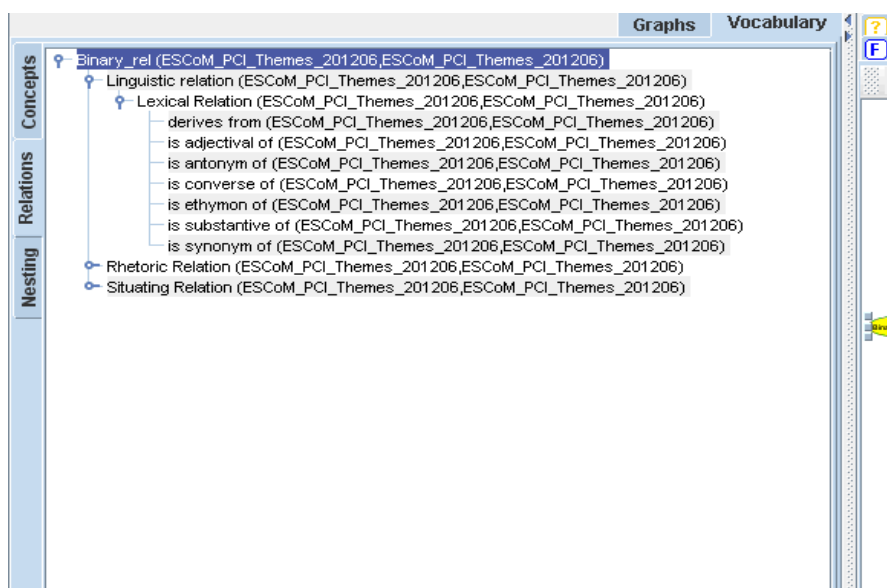 Graphs Vocabulary
Concepts
Relations
Nesting
Binary_rel (ESCoM_PCI_Themes_201206,ESCoM_PCI_Themes_201206)
Linguistic relation (ESCoM_PCI_Themes_201206,ESCoM_PCI_Themes_201206)
Lexical Relation (ESCoM_PCI_Themes_201206,ESCoM_PCI_Themes_201206)
derives from (ESCoM_PCI_Themes_201206,ESCoM_PCI_Themes_201206)
is adjectival of (ESCoM_PCI_Themes_201206,ESCoM_PCI_Themes_201206)
is antonym of (ESCoM_PCI_Themes_201206,ESCoM_PCI_Themes_201206)
is converse of (ESCoM_PCI_Themes_201206,ESCoM_PCI_Themes_201206)
is ethymon of (ESCoM_PCI_Themes_201206,ESCoM_PCI_Themes_201206)
is substantive of (ESCoM_PCI_Themes_201206,ESCoM_PCI_Themes_201206)
is synonym of (ESCoM_PCI_Themes_201206,ESCoM_PCI_Themes_201206)
Rhetoric Relation (ESCoM_PCI_Themes_201206,ESCoM_PCI_Themes_201206)
Situating Relation (ESCoM_PCI_Themes_201206,ESCoM_PCI_Themes_201206)
?
F